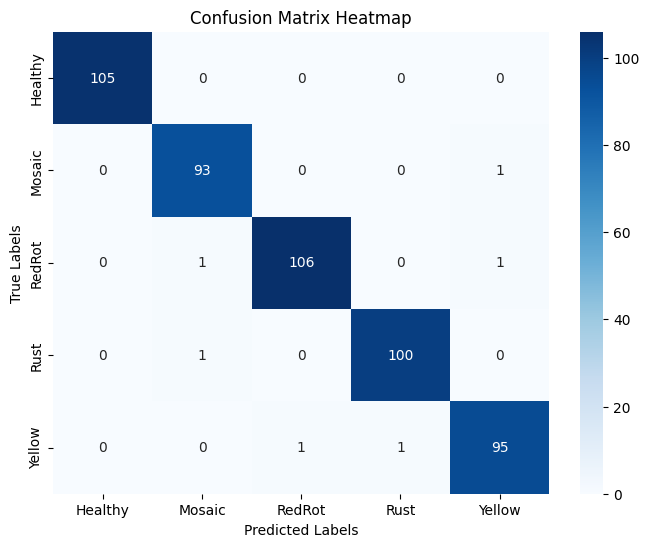 Confusion Matrix Heatmap
True Labels
Healthy 105 0 0 0 0
Mosaic 0 93 0 0 1
RedRot 0 1 106 0 1
Rust 0 1 0 100 0
Yellow 0 0 1 1 95
Healthy Mosaic RedRot Rust Yellow
Predicted Labels
100
80
60
40
20
0